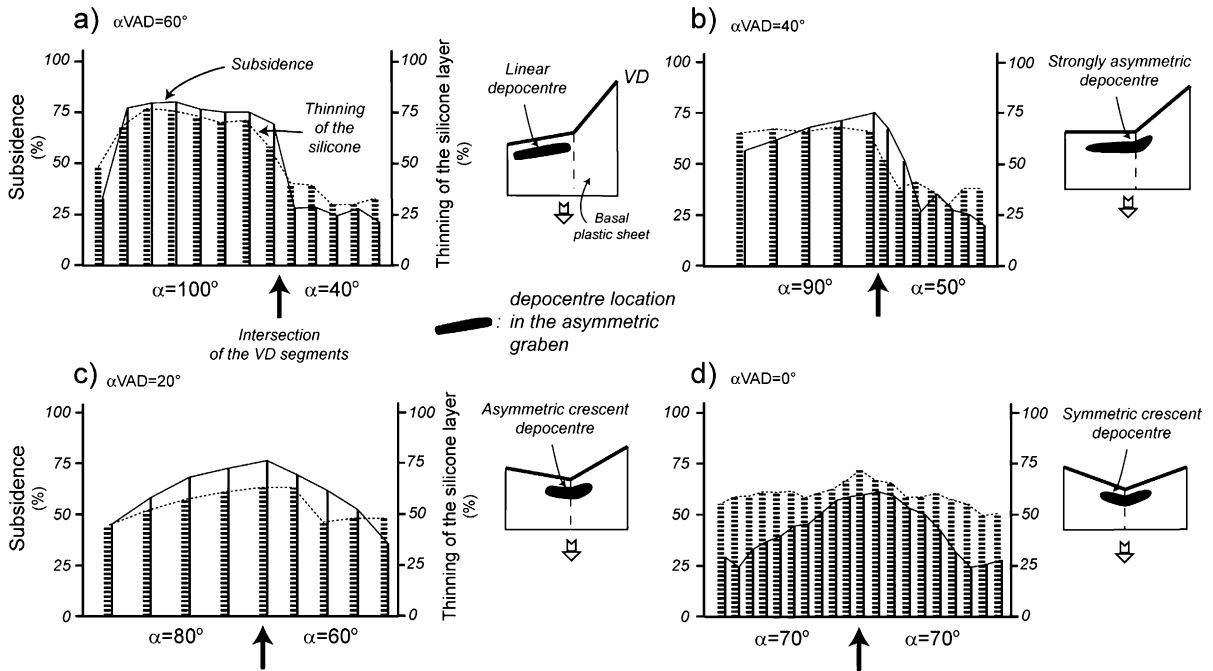 a) αVAD=60°
100
75
50
25
0
Subsidence
(%)
Subsidence
Thinning
of the
silicone
100
75
50
25
0
Thinning of the silicone layer
(%)
α=100°
α=40°
Intersection
of the VD segments
Linear
depocentre
VD
Basal
plastic sheet
b) αVAD=40°
100
75
50
25
0
100
75
50
25
0
α=90°
α=50°
Strongly asymmetric
depocentre
: depocentre location
in the asymmetric
graben
c) αVAD=20°
100
75
50
25
0
Subsidence
(%)
100
75
50
25
0
Thinning of the silicone layer
(%)
α=80°
α=60°
Asymmetric crescent
depocentre
d) αVAD=0°
100
75
50
25
0
100
75
50
25
0
α=70°
α=70°
Symmetric crescent
depocentre